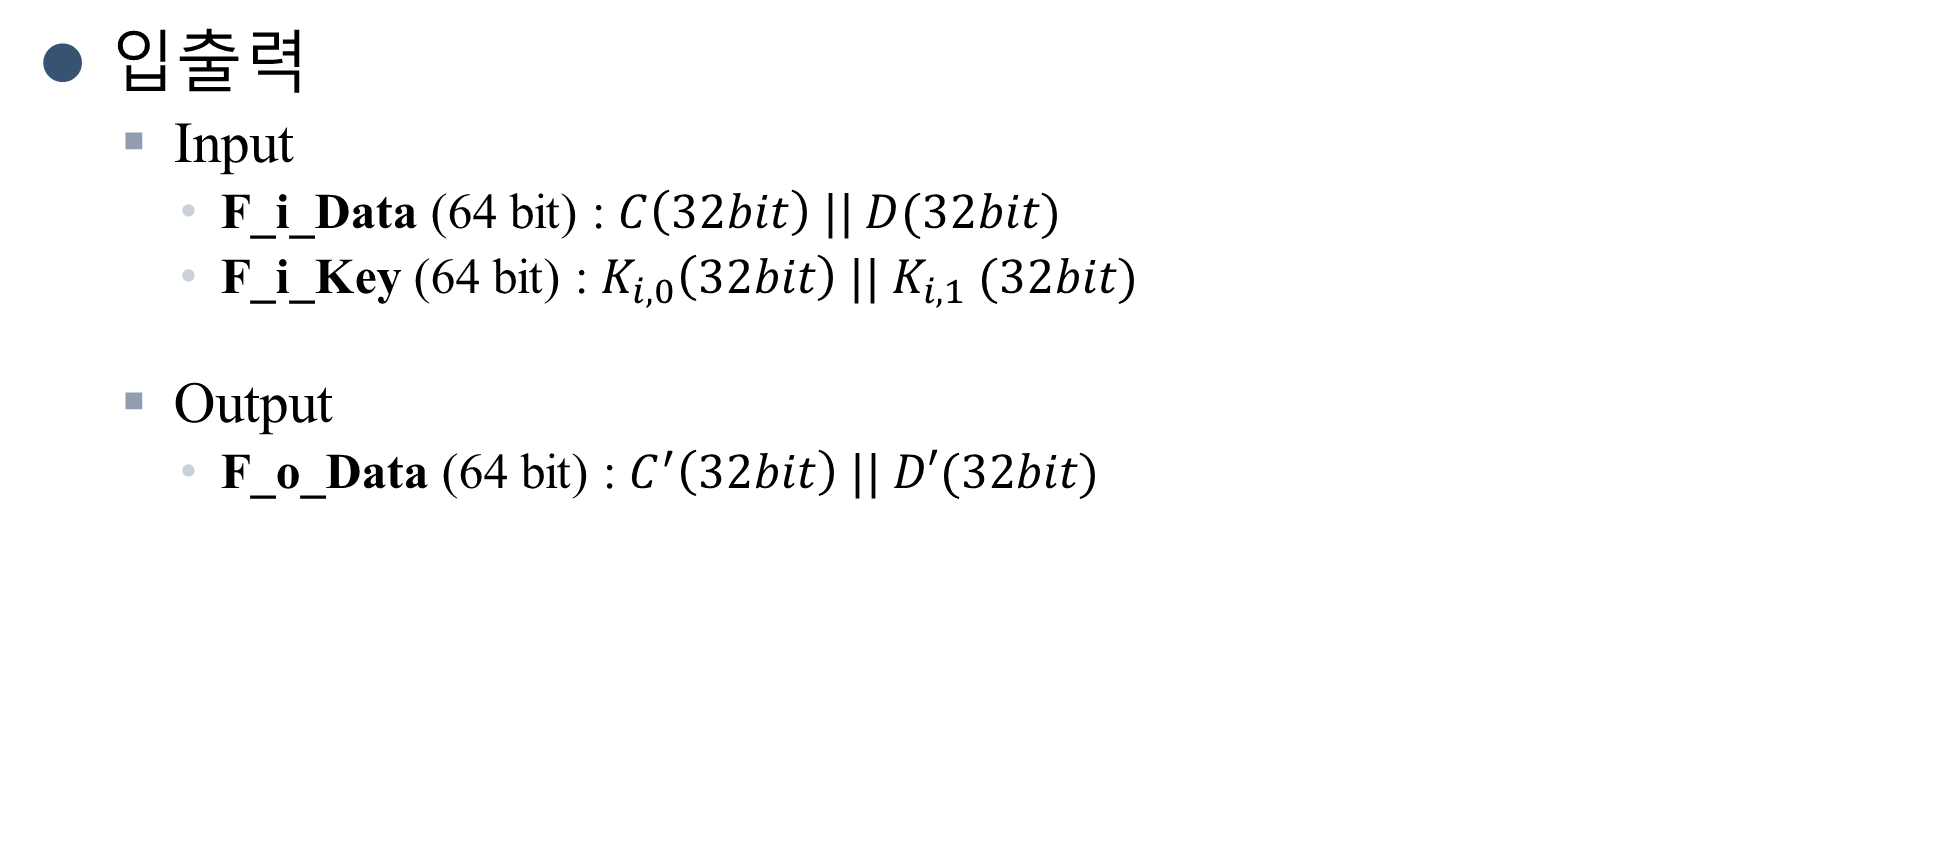 ● 입출력
▪ Input
• F_i_Data (64 bit) : C(32bit) || D(32bit)
• F_i_Key (64 bit) : K_{i,0}(32bit) || K_{i,1} (32bit)
▪ Output
• F_o_Data (64 bit) : C′(32bit) || D′(32bit)